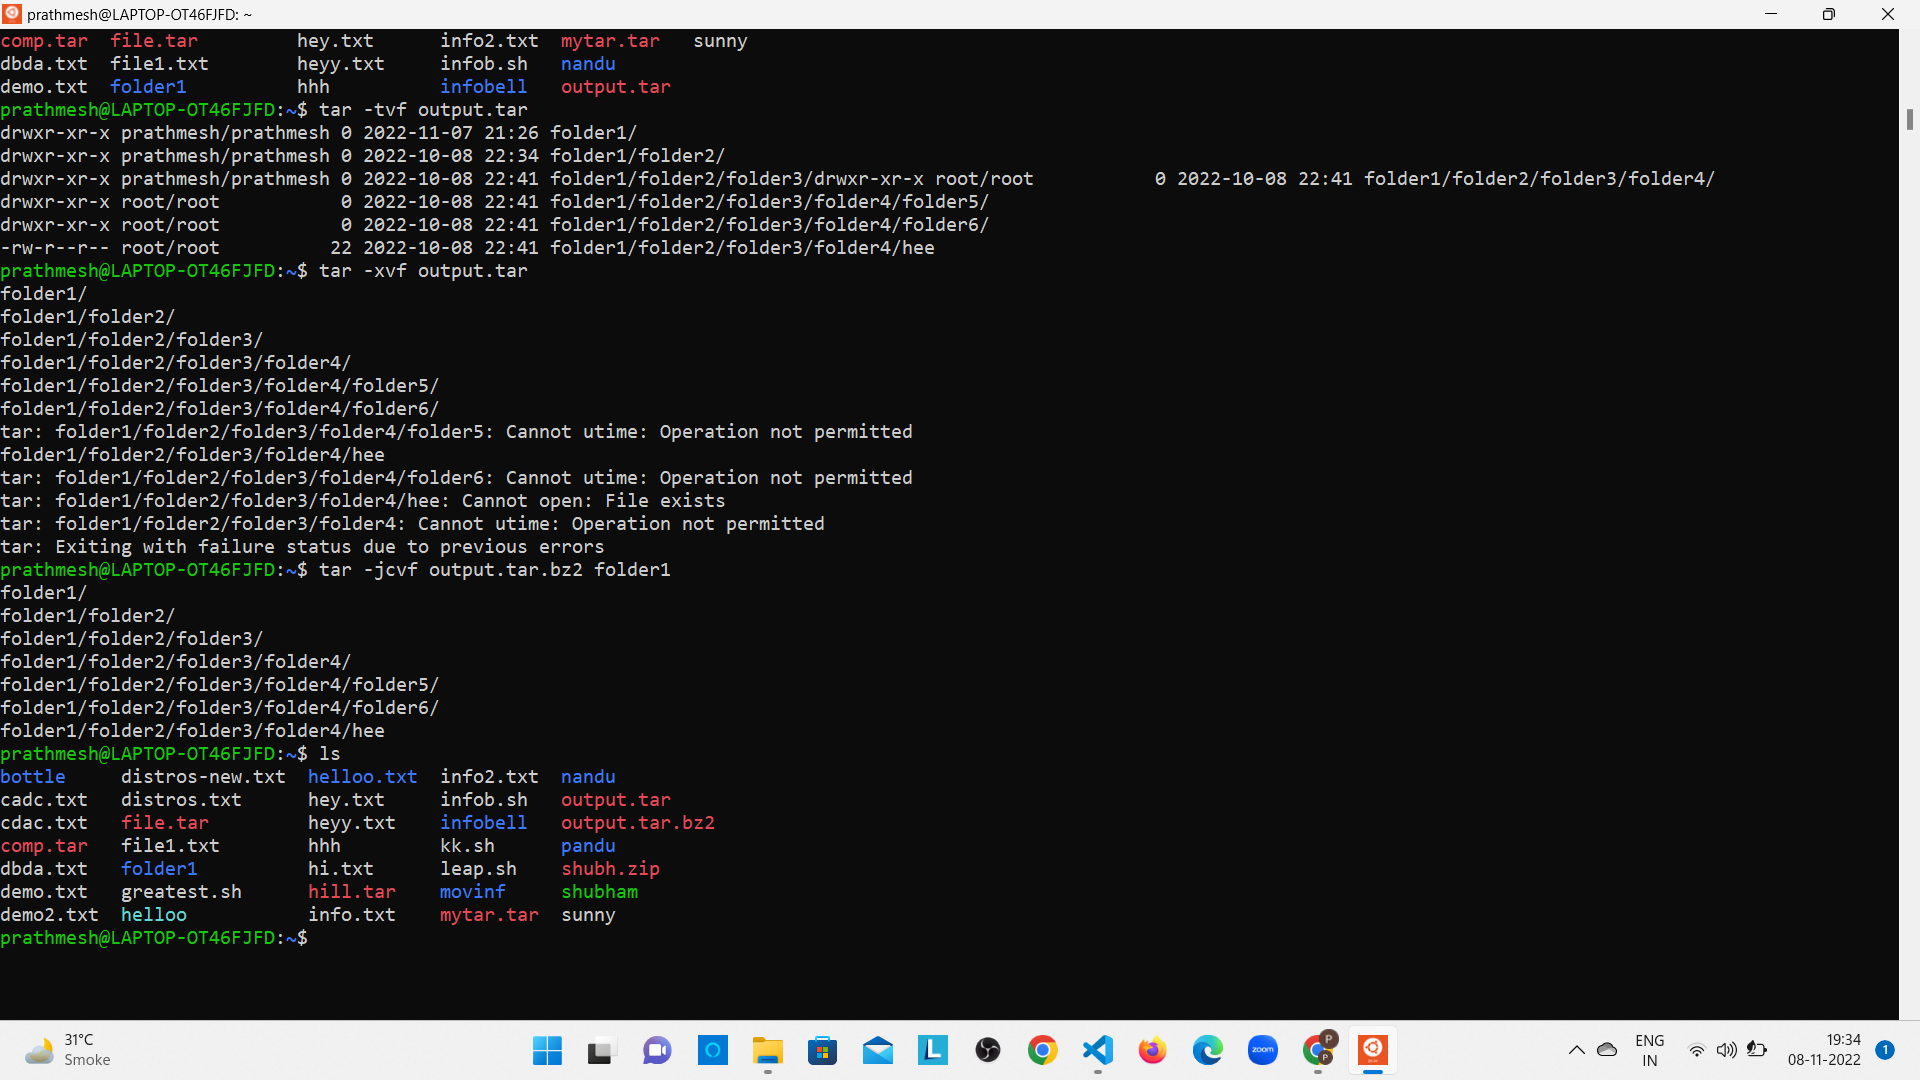 prathmesh@LAPTOP-OT46FJFD: ~
comp.tar  file.tar         hey.txt      info2.txt  mytar.tar   sunny
dbda.txt  file1.txt        heyy.txt     infob.sh   nandu
demo.txt  folder1          hhh          infobell   output.tar
prathmesh@LAPTOP-OT46FJFD:~$ tar -tvf output.tar
drwxr-xr-x prathmesh/prathmesh 0 2022-11-07 21:26 folder1/
drwxr-xr-x prathmesh/prathmesh 0 2022-10-08 22:34 folder1/folder2/
drwxr-xr-x prathmesh/prathmesh 0 2022-10-08 22:41 folder1/folder2/folder3/drwxr-xr-x root/root           0 2022-10-08 22:41 folder1/folder2/folder3/folder4/
drwxr-xr-x root/root           0 2022-10-08 22:41 folder1/folder2/folder3/folder4/folder5/
drwxr-xr-x root/root           0 2022-10-08 22:41 folder1/folder2/folder3/folder4/folder6/
-rw-r--r-- root/root          22 2022-10-08 22:41 folder1/folder2/folder3/folder4/hee
prathmesh@LAPTOP-OT46FJFD:~$ tar -xvf output.tar
folder1/
folder1/folder2/
folder1/folder2/folder3/
folder1/folder2/folder3/folder4/
folder1/folder2/folder3/folder4/folder5/
folder1/folder2/folder3/folder4/folder6/
tar: folder1/folder2/folder3/folder4/folder5: Cannot utime: Operation not permitted
folder1/folder2/folder3/folder4/hee
tar: folder1/folder2/folder3/folder4/folder6: Cannot utime: Operation not permitted
tar: folder1/folder2/folder3/folder4/hee: Cannot open: File exists
tar: folder1/folder2/folder3/folder4: Cannot utime: Operation not permitted
tar: Exiting with failure status due to previous errors
prathmesh@LAPTOP-OT46FJFD:~$ tar -jcvf output.tar.bz2 folder1
folder1/
folder1/folder2/
folder1/folder2/folder3/
folder1/folder2/folder3/folder4/
folder1/folder2/folder3/folder4/folder5/
folder1/folder2/folder3/folder4/folder6/
folder1/folder2/folder3/folder4/hee
prathmesh@LAPTOP-OT46FJFD:~$ ls
bottle     distros-new.txt  helloo.txt  info2.txt  nandu
cadc.txt   distros.txt      hey.txt     infob.sh   output.tar
cdac.txt   file.tar         heyy.txt    infobell   output.tar.bz2
comp.tar   file1.txt        hhh         kk.sh      pandu
dbda.txt   folder1          hi.txt      leap.sh    shubh.zip
demo.txt   greatest.sh      hill.tar    movinf     shubham
demo2.txt  helloo           info.txt    mytar.tar  sunny
prathmesh@LAPTOP-OT46FJFD:~$
31°C
Smoke
L
zoom
P
P
ENG
IN
19:34
08-11-2022
1